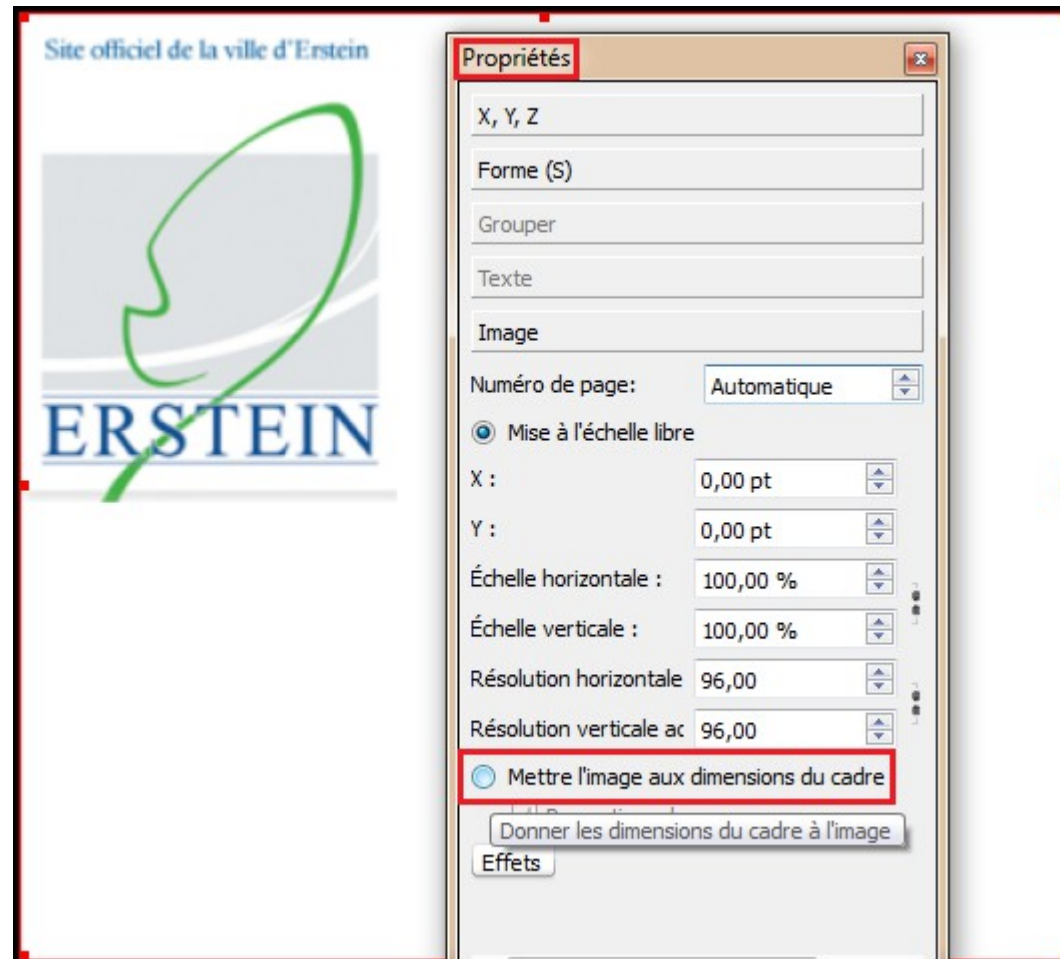 Site officiel de la ville d'Erstein
ERSTEIN
Propriétés
X, Y, Z
Forme (S)
Grouper
Texte
Image
Numéro de page: Automatique
Mise à l'échelle libre
X : 0,00 pt
Y : 0,00 pt
Échelle horizontale : 100,00 %
Échelle verticale : 100,00 %
Résolution horizontale 96,00
Résolution verticale ac 96,00
Mettre l'image aux dimensions du cadre
Donner les dimensions du cadre à l'image
Effets